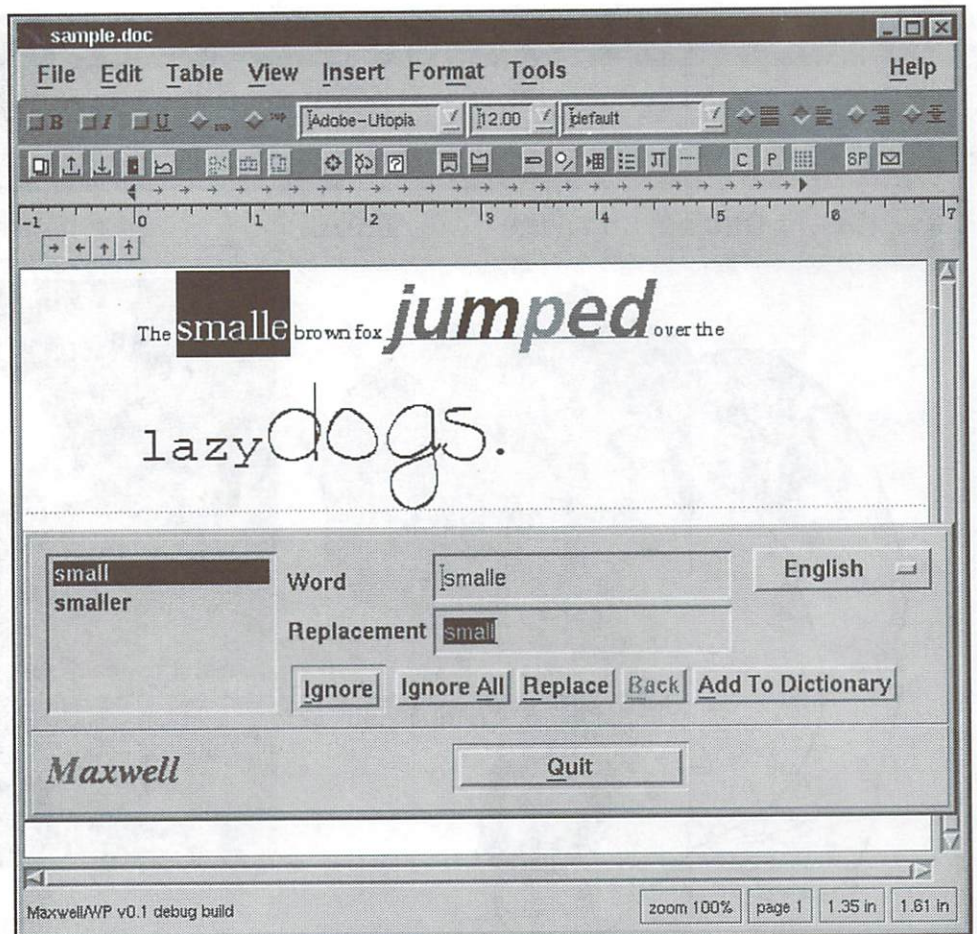 sample.doc
File Edit Table View Insert Format Tools Help
B I U Adobe-Utopia 12.00 default
C P SP
-1 0 1 2 3 4 5 6 7
The smalle brown fox jumped over the
lazy dogs.
small
smaller
Word smalle English
Replacement small
Ignore Ignore All Replace Back Add To Dictionary
Maxwell Quit
Maxwell/WP v0.1 debug build zoom 100% page 1 1.35 in 1.61 in